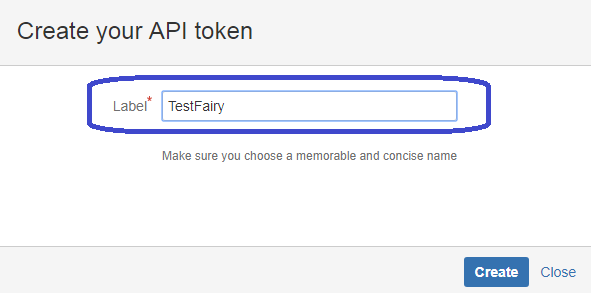 Create your API token
Label* TestFairy
Make sure you choose a memorable and concise name
Create Close